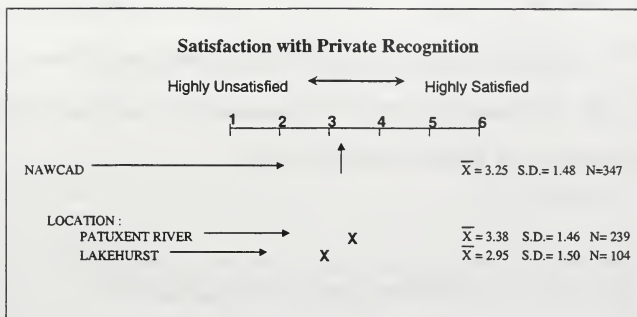 Satisfaction with Private Recognition
Highly Unsatisfied Highly Satisfied
1 2 3 4 5 6
NAWCAD X̅ = 3.25 S.D.= 1.48 N=347
LOCATION :
PATUXENT RIVER X X̅ = 3.38 S.D.= 1.46 N= 239
LAKEHURST X X̅ = 2.95 S.D.= 1.50 N= 104